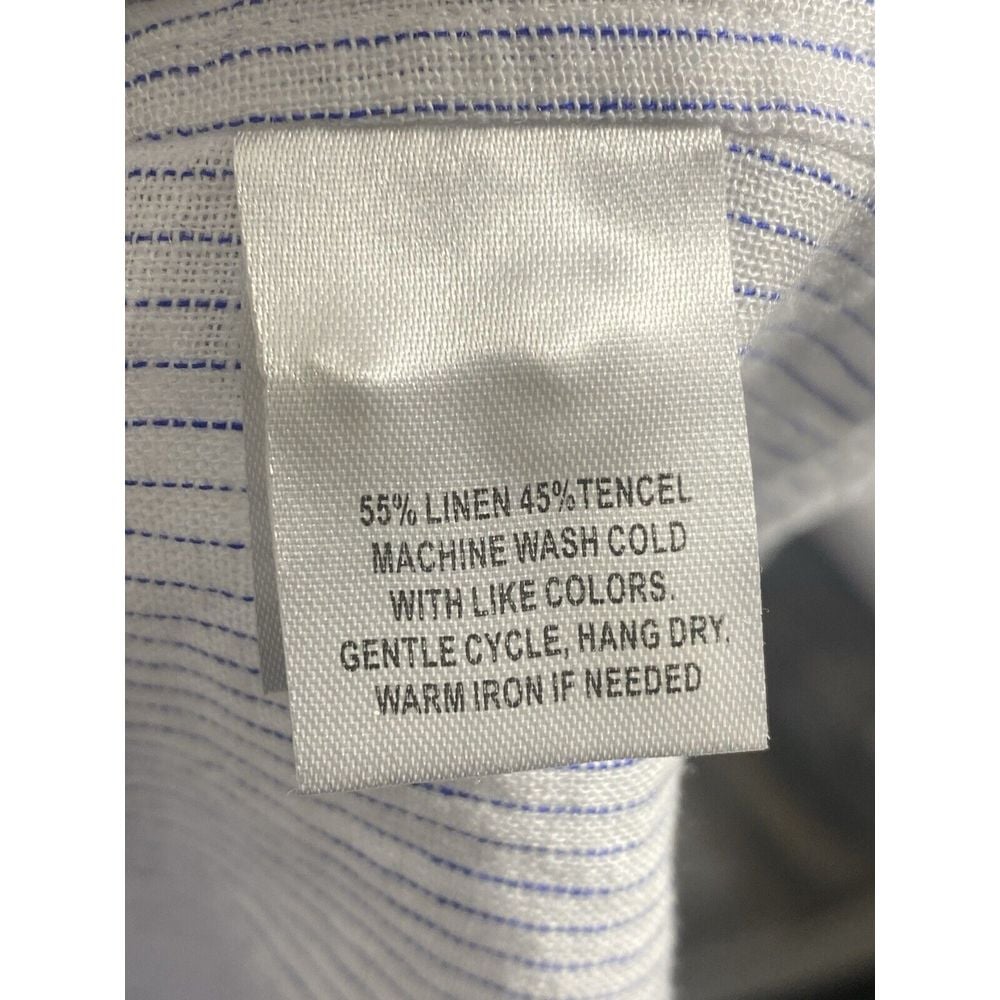 55% LINEN 45%TENCEL
MACHINE WASH COLD
WITH LIKE COLORS.
GENTLE CYCLE, HANG DRY.
WARM IRON IF NEEDED